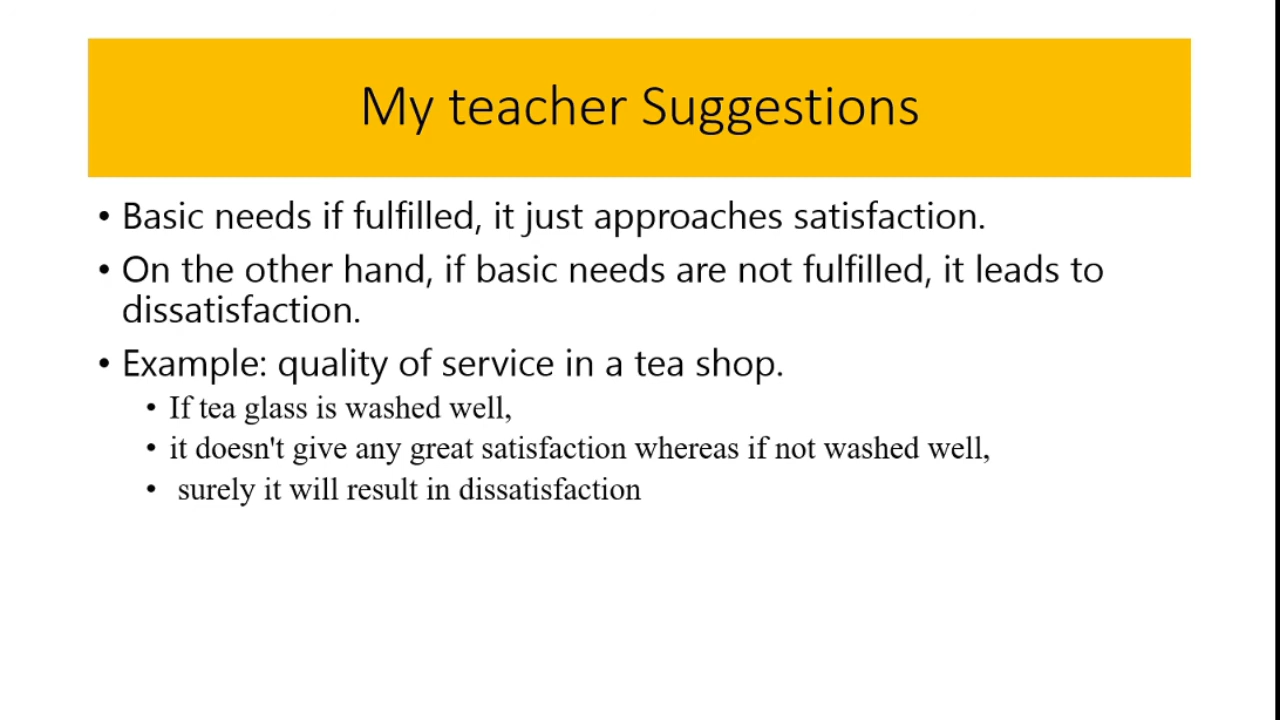 My teacher Suggestions
• Basic needs if fulfilled, it just approaches satisfaction.
• On the other hand, if basic needs are not fulfilled, it leads to
dissatisfaction.
• Example: quality of service in a tea shop.
• If tea glass is washed well,
• it doesn't give any great satisfaction whereas if not washed well,
• surely it will result in dissatisfaction